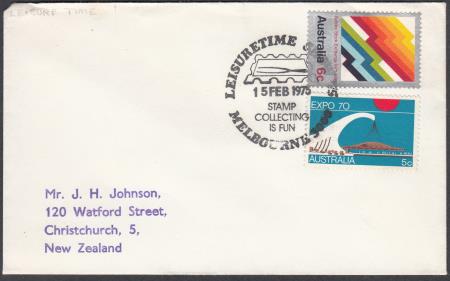 LEISURE TIME
LEISURETIME
15 FEB 1975
STAMP
COLLECTING
IS FUN
MELBOURNE 3000
Australia 6c
EXPO 70
AUSTRALIA 5c
Mr. J. H. Johnson,
120 Watford Street,
Christchurch, 5,
New Zealand